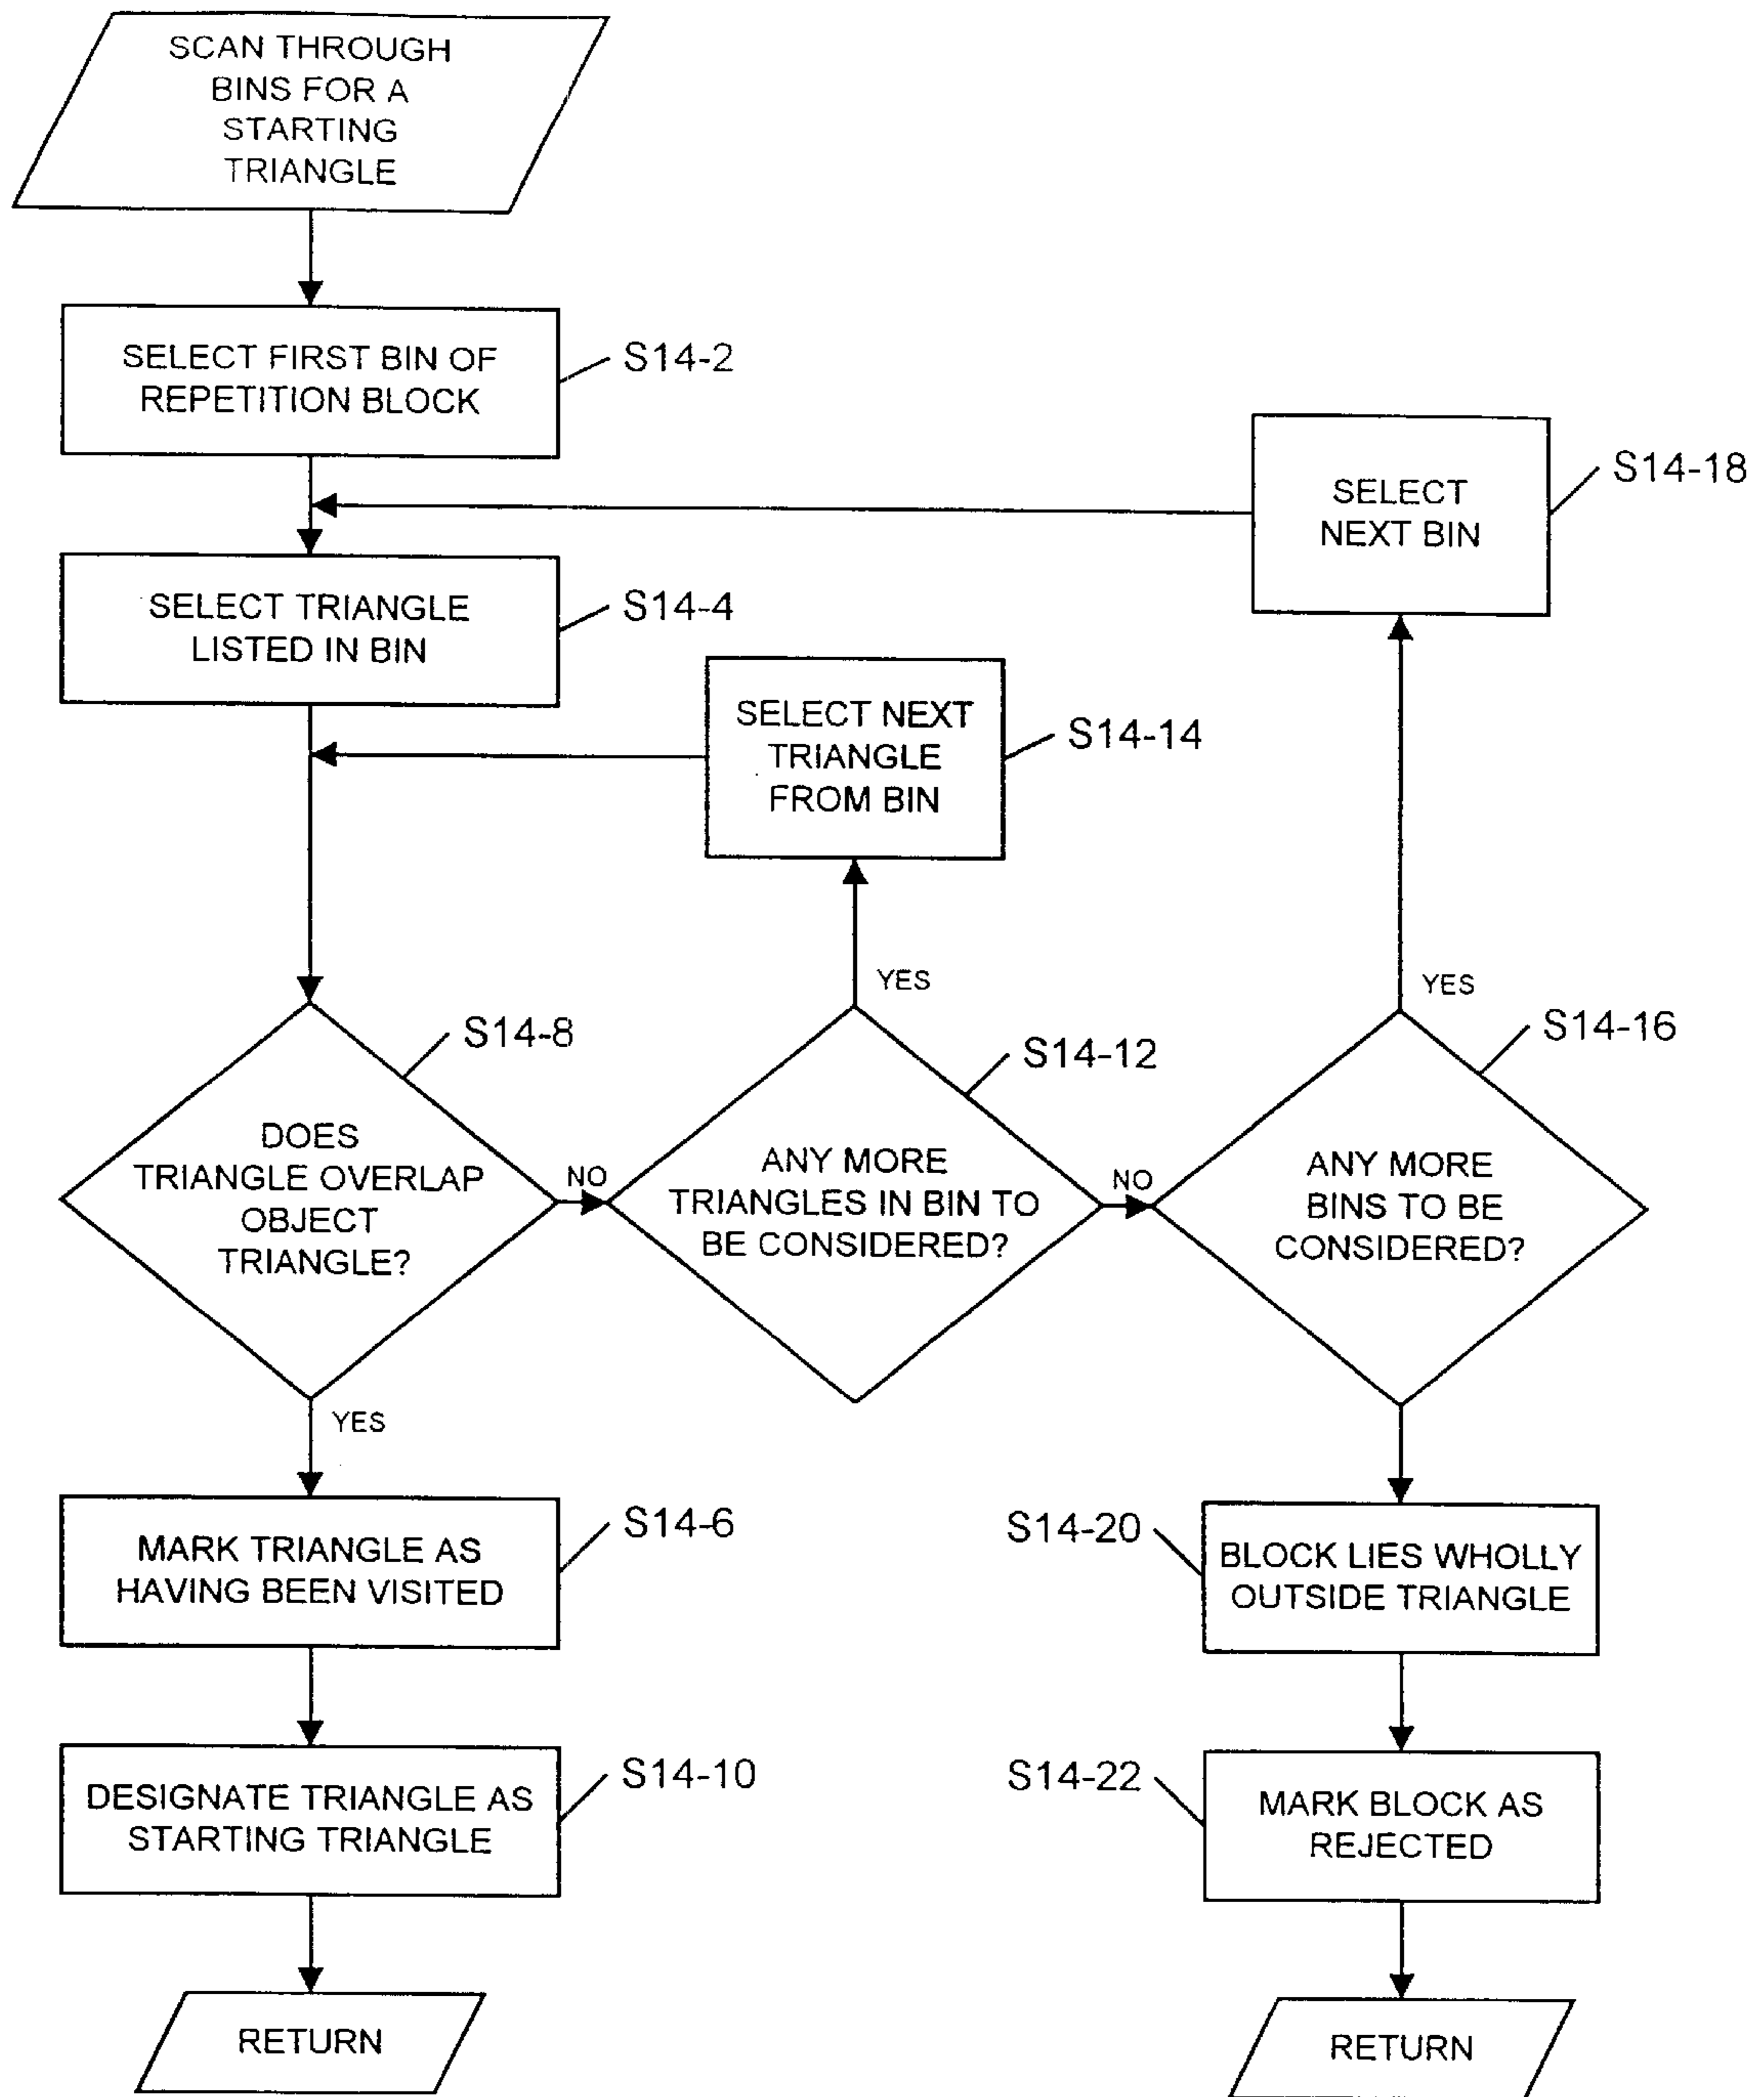 SCAN THROUGH
BINS FOR A
STARTING
TRIANGLE
SELECT FIRST BIN OF
REPETITION BLOCK
S14-2
SELECT
NEXT BIN
S14-18
SELECT TRIANGLE
LISTED IN BIN
S14-4
SELECT NEXT
TRIANGLE
FROM BIN
S14-14
YES
YES
S14-8
S14-12
S14-16
DOES
TRIANGLE OVERLAP
OBJECT
TRIANGLE?
NO
ANY MORE
TRIANGLES IN BIN TO
BE CONSIDERED?
NO
ANY MORE
BINS TO BE
CONSIDERED?
YES
MARK TRIANGLE AS
HAVING BEEN VISITED
S14-6
S14-20
BLOCK LIES WHOLLY
OUTSIDE TRIANGLE
DESIGNATE TRIANGLE AS
STARTING TRIANGLE
S14-10
S14-22
MARK BLOCK AS
REJECTED
RETURN
RETURN